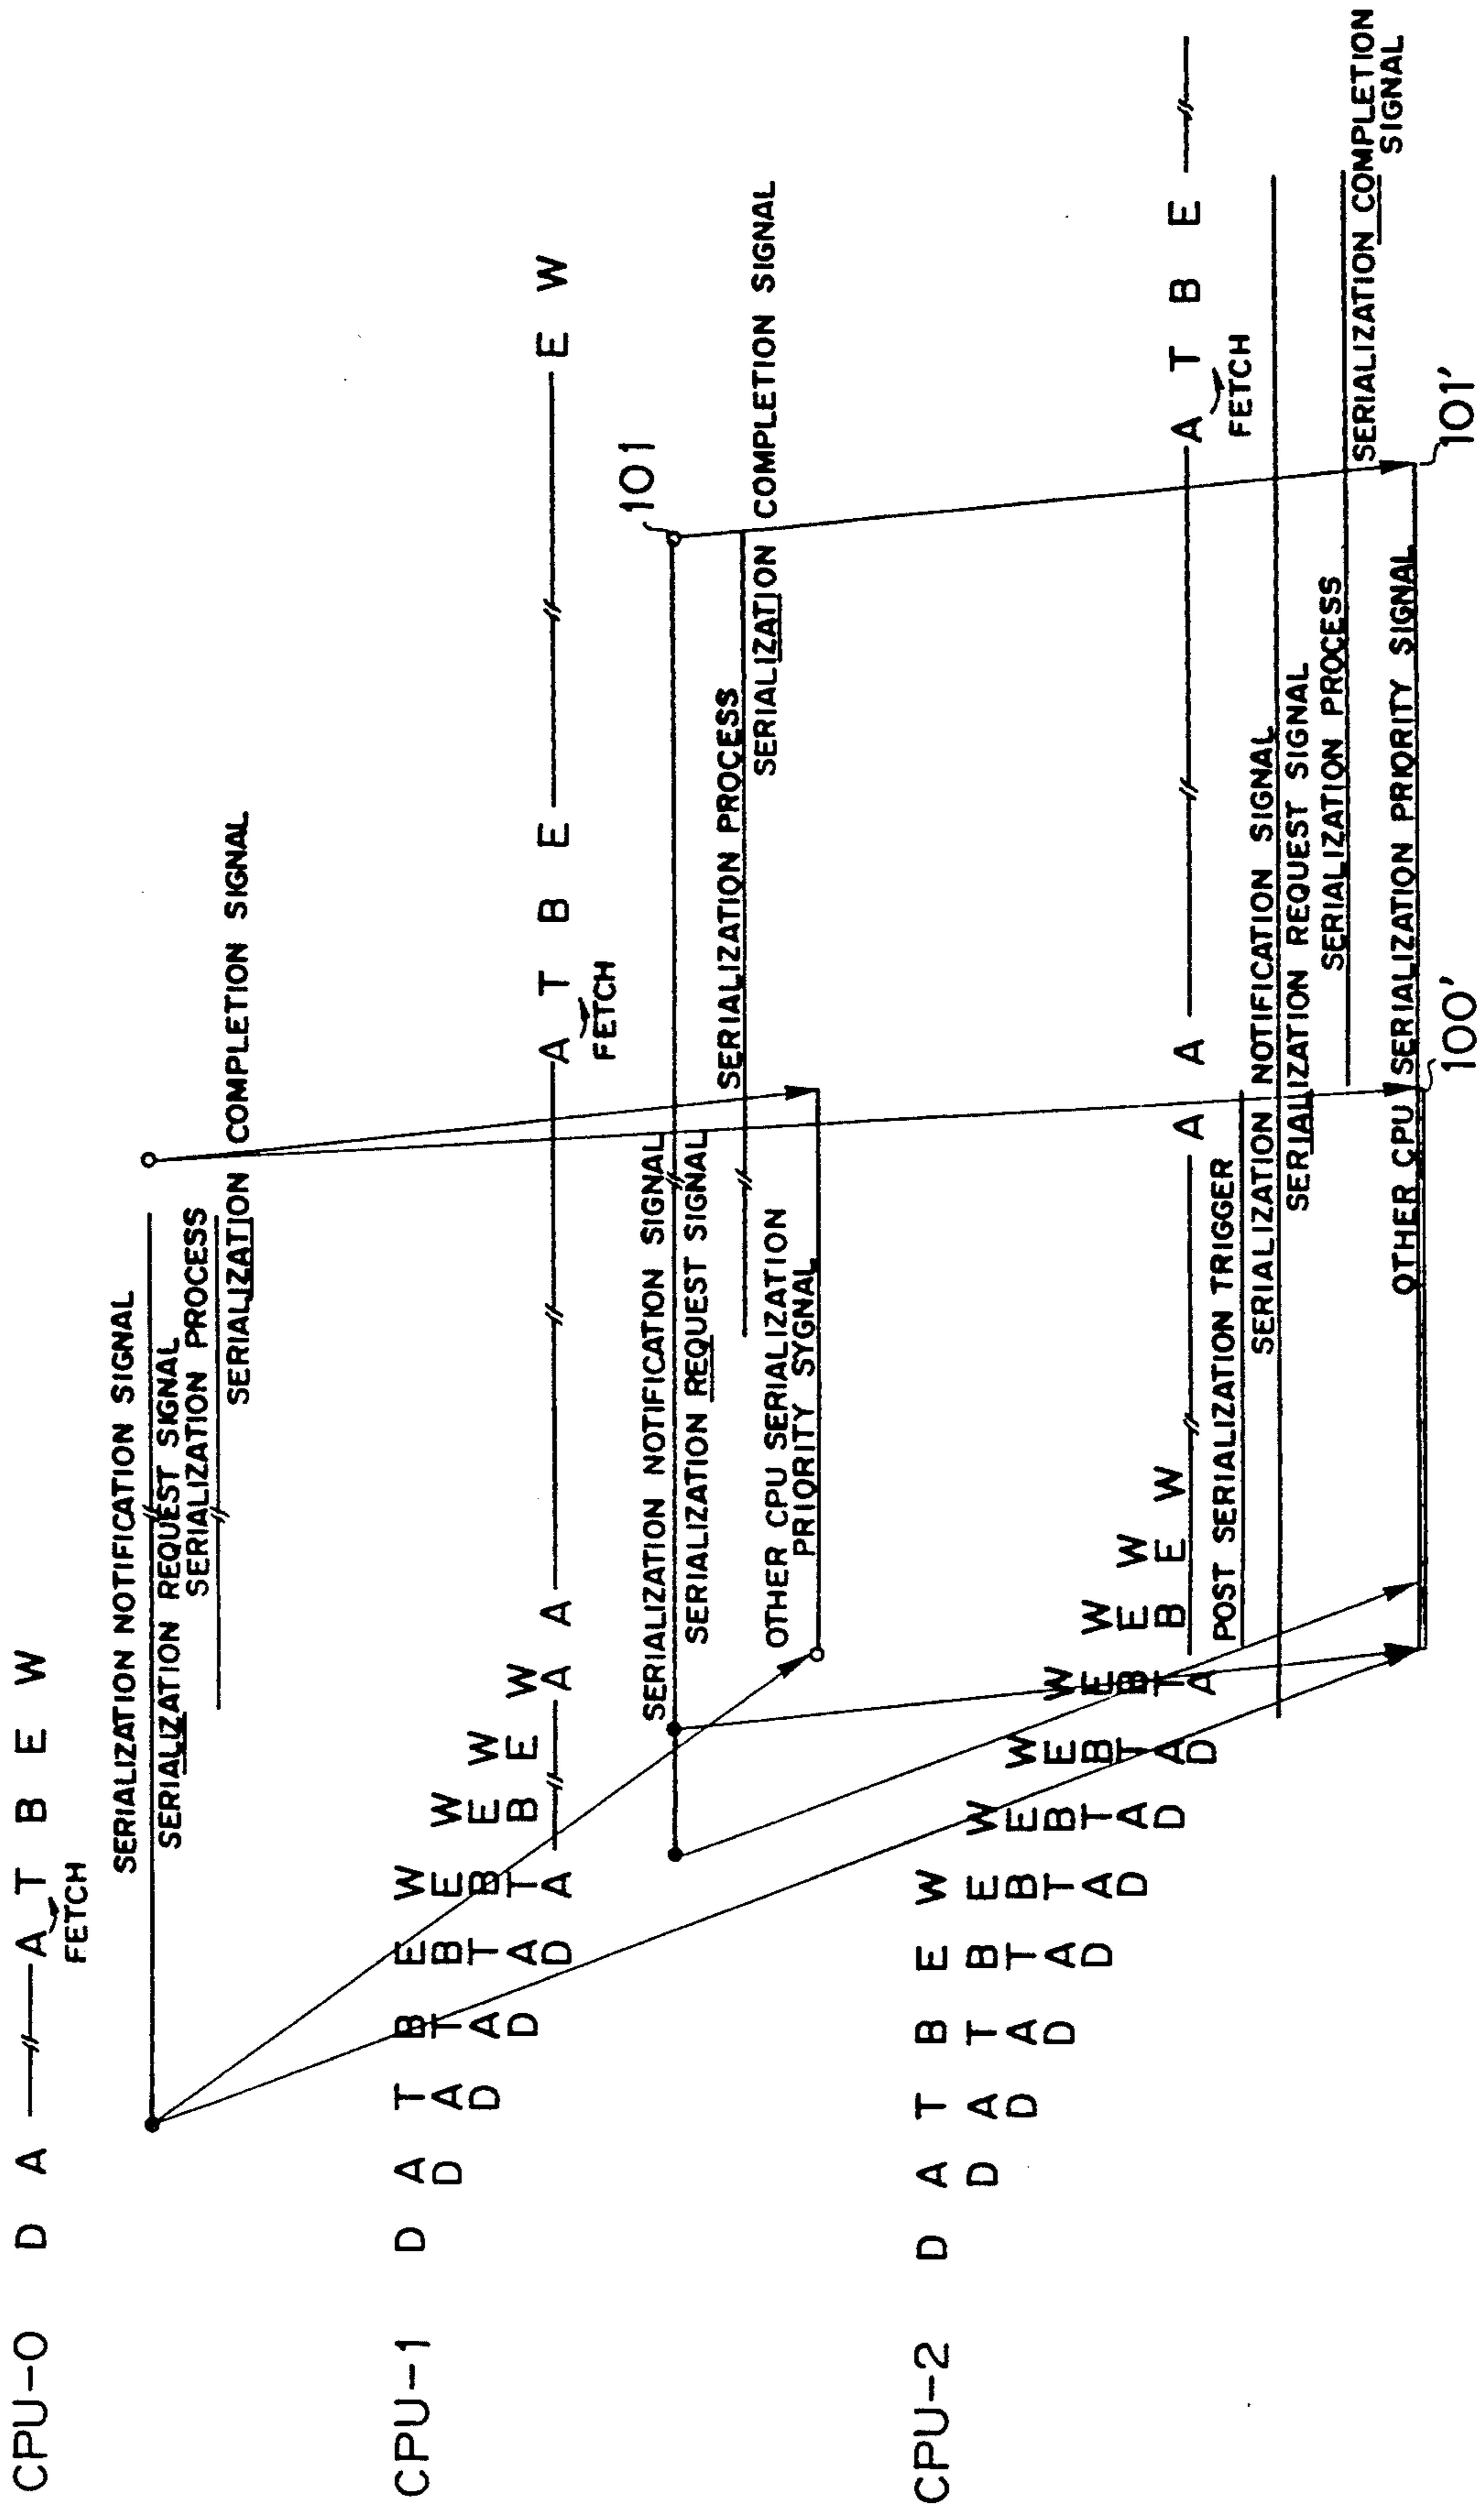 CPU-0 D A A T B E W
FETCH
SERIALIZATION NOTIFICATION SIGNAL
SERIALIZATION REQUEST SIGNAL
SERIALIZATION PROCESS
SERIALIZATION COMPLETION SIGNAL
CPU-1 D A T B E W
D A T B E W
D A T B E W
D A T B E W
D A A A A T B E E W
FETCH
101
SERIALIZATION NOTIFICATION SIGNAL
SERIALIZATION REQUEST SIGNAL
SERIALIZATION PROCESS
SERIALIZATION COMPLETION SIGNAL
OTHER CPU SERIALIZATION
PRIORITY SYGNAL
CPU-2 D A T B E W
D A T B E W
D A T B E W
D A T B E W
D A T B E W
D A T B E W
D A T B E W
D A A A A T B E
FETCH
POST SERIALIZATION TRIGGER
SERIALIZATION NOTIFICATION SIGNAL
SERIALIZATION REQUEST SIGNAL
SERIALIZATION PROCESS
SERIALIZATION COMPLETION
SIGNAL
OTHER CPU SERIALIZATION PRIORITY SIGNAL
100' 101'